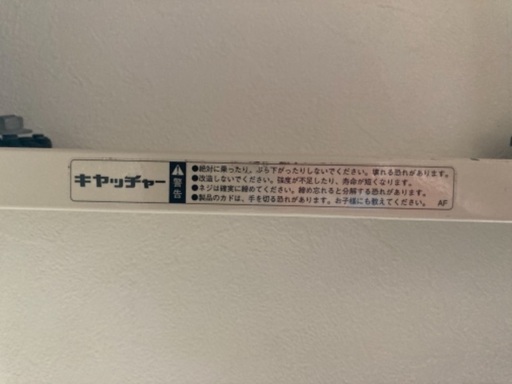 キャッチャー
警告
●絶対に乗ったり、ぶら下がったりしないでください。壊れる恐れがあります。
●改造しないでください。強度が不足したり、寿命が短くなります。
●ネジは確実に締めてください。締め忘れると分解する恐れがあります。
●製品のカドは、手を切る恐れがあります。お子様にも教えてください。 AF